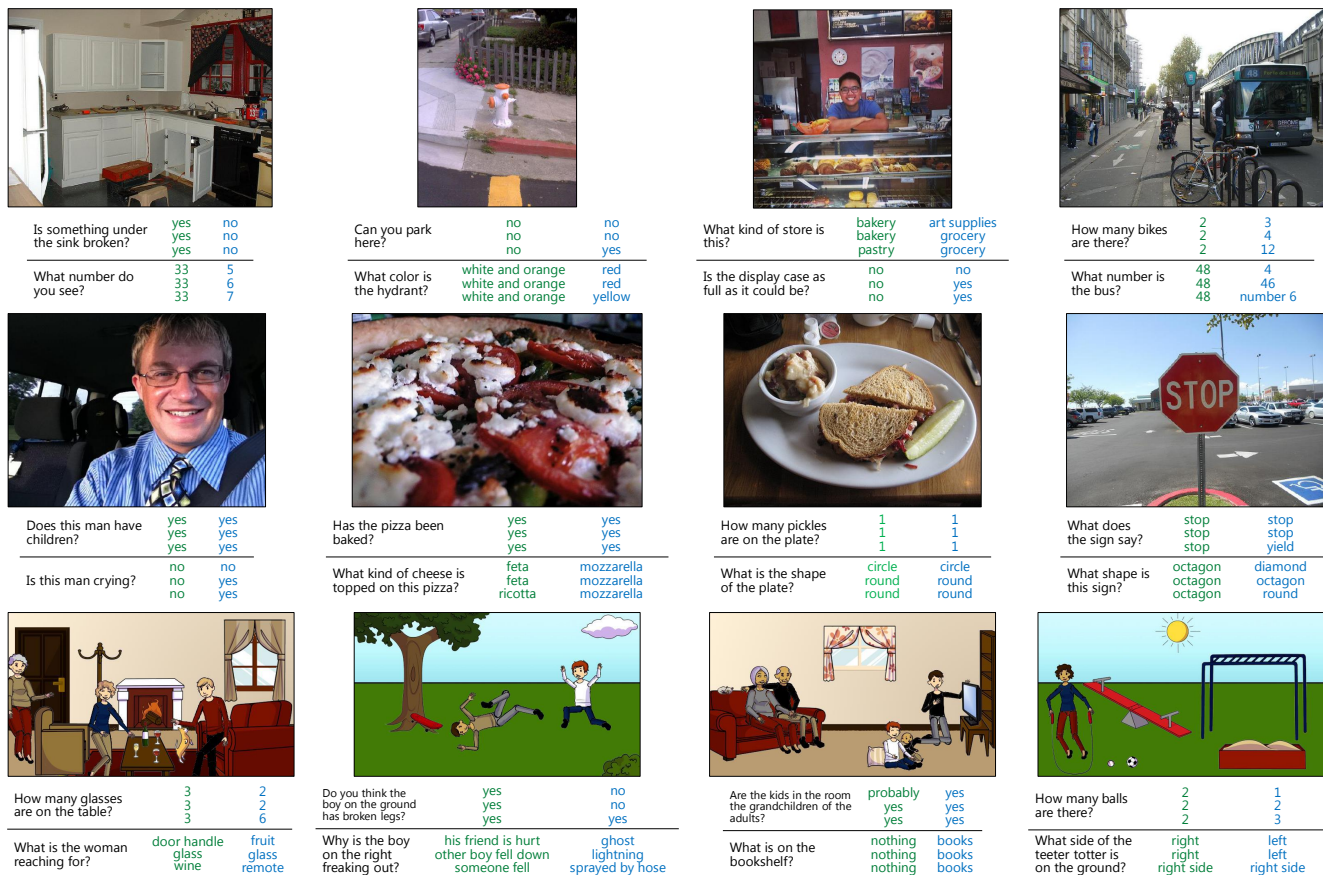 48
Is something under
the sink broken?
yes no
yes no
yes no
What number do
you see?
33 5
33 6
33 7
Can you park
here?
no no
no no
no yes
What color is
the hydrant?
white and orange red
white and orange red
white and orange yellow
What kind of store is
this?
bakery art supplies
bakery grocery
pastry grocery
Is the display case as
full as it could be?
no no
no yes
no yes
How many bikes
are there?
2 3
2 4
2 12
What number is
the bus?
48 4
48 46
48 number 6
STOP
Does this man have
children?
yes yes
yes yes
yes yes
Is this man crying?
no no
no yes
no yes
Has the pizza been
baked?
yes yes
yes yes
yes yes
What kind of cheese is
topped on this pizza?
feta mozzarella
feta mozzarella
ricotta mozzarella
How many pickles
are on the plate?
1 1
1 1
1 1
What is the shape
of the plate?
circle circle
round round
round round
What does
the sign say?
stop stop
stop stop
stop yield
What shape is
this sign?
octagon diamond
octagon octagon
octagon round
How many glasses
are on the table?
3 2
3 2
3 6
What is the woman
reaching for?
door handle fruit
glass glass
wine remote
Do you think the
boy on the ground
has broken legs?
yes no
yes no
yes yes
Why is the boy
on the right
freaking out?
his friend is hurt ghost
other boy fell down lightning
someone fell sprayed by hose
Are the kids in the room
the grandchildren of the
adults?
probably yes
yes yes
yes yes
What is on the
bookshelf?
nothing books
nothing books
nothing books
How many balls
are there?
2 1
2 2
2 3
What side of the
teeter totter is
on the ground?
right left
right left
right side right side